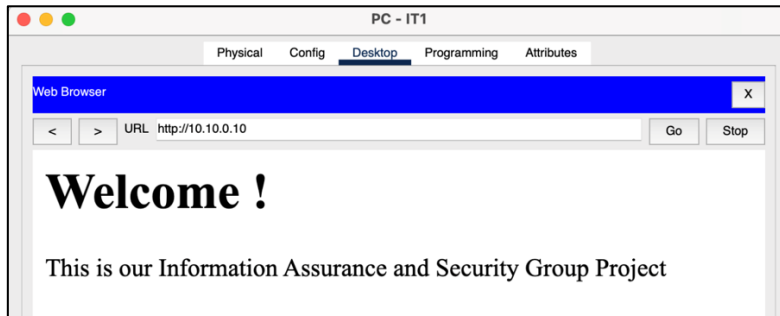 PC - IT1
Physical Config Desktop Programming Attributes
Web Browser X
< > URL http://10.10.0.10 Go Stop
Welcome !
This is our Information Assurance and Security Group Project